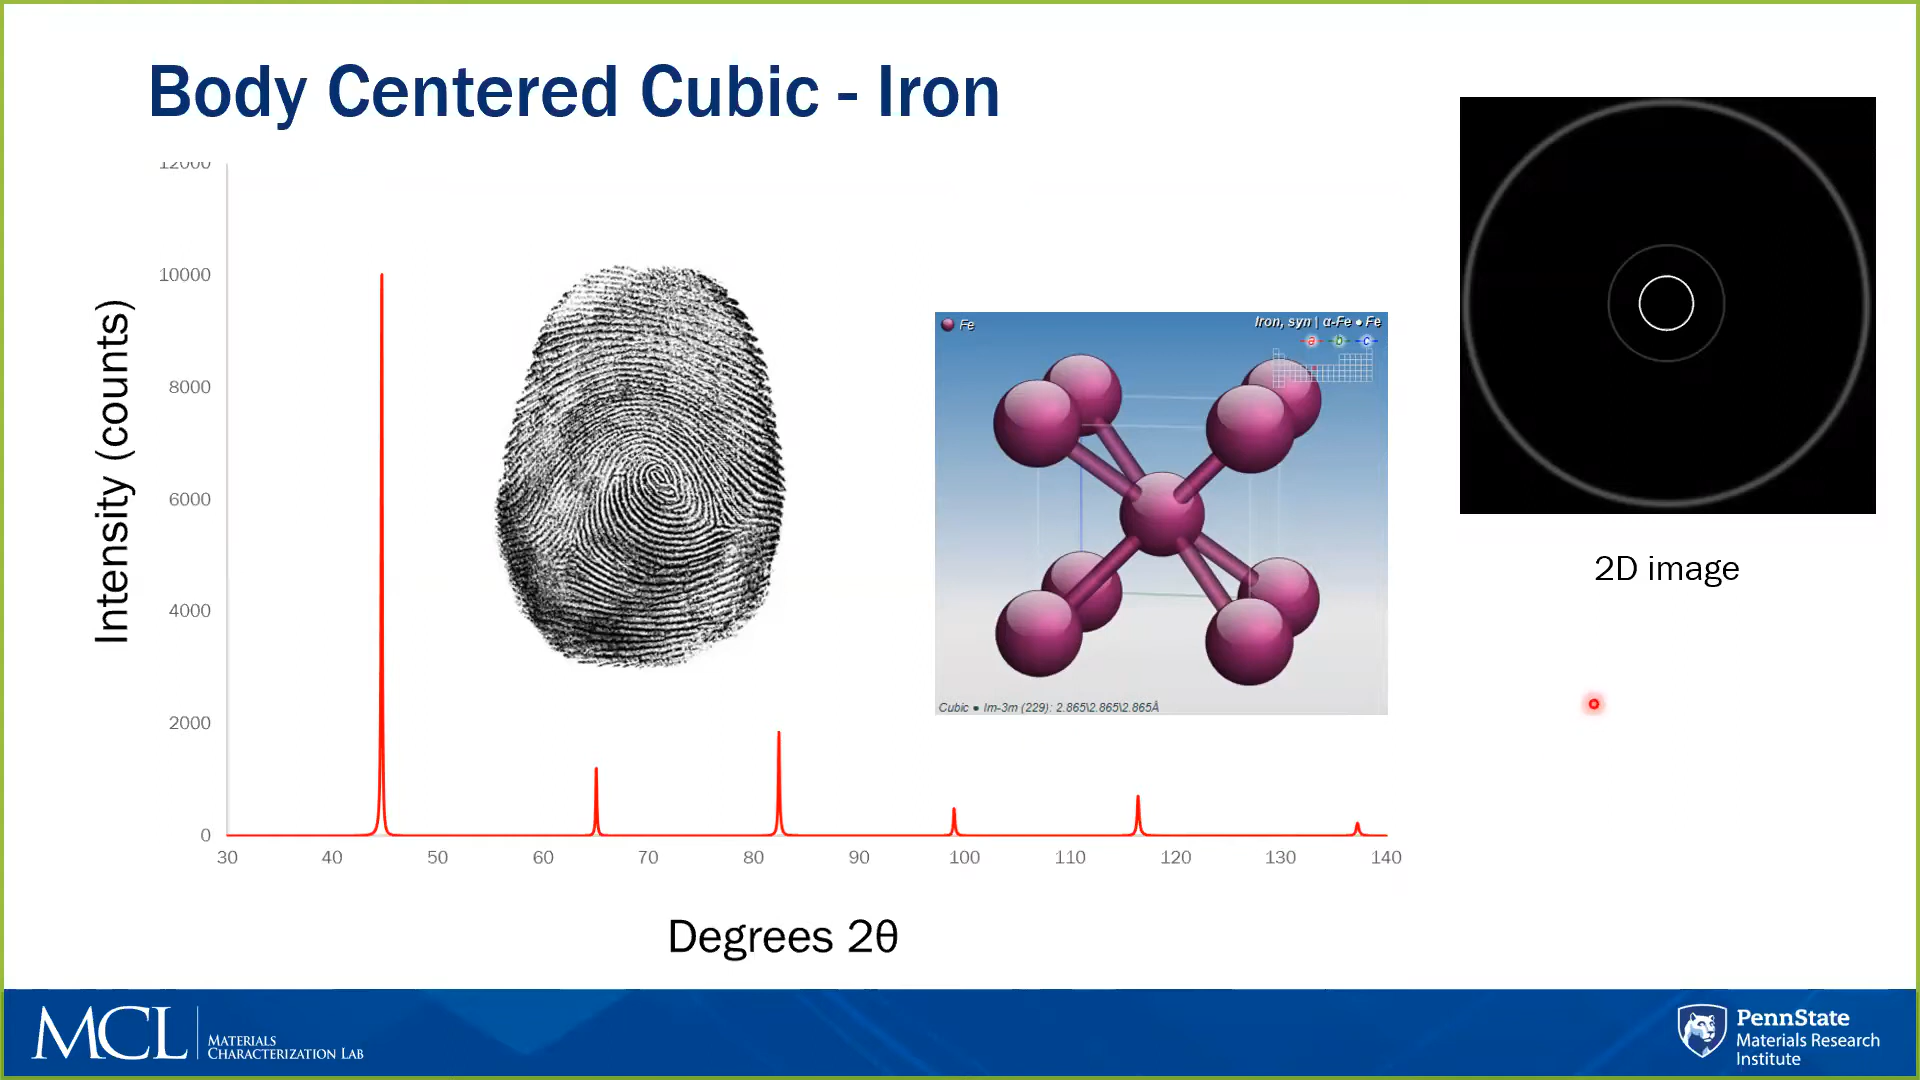 Body Centered Cubic - Iron
12000
10000
8000
6000
4000
2000
0
Intensity (counts)
30 40 50 60 70 80 90 100 110 120 130 140
Degrees 2θ
Fe
Iron, syn | α-Fe ● Fe
a b c
Cubic ● Im-3m (229): 2.865\2.865\2.865Å
2D image
MCL
MATERIALS
CHARACTERIZATION LAB
PennState
Materials Research
Institute